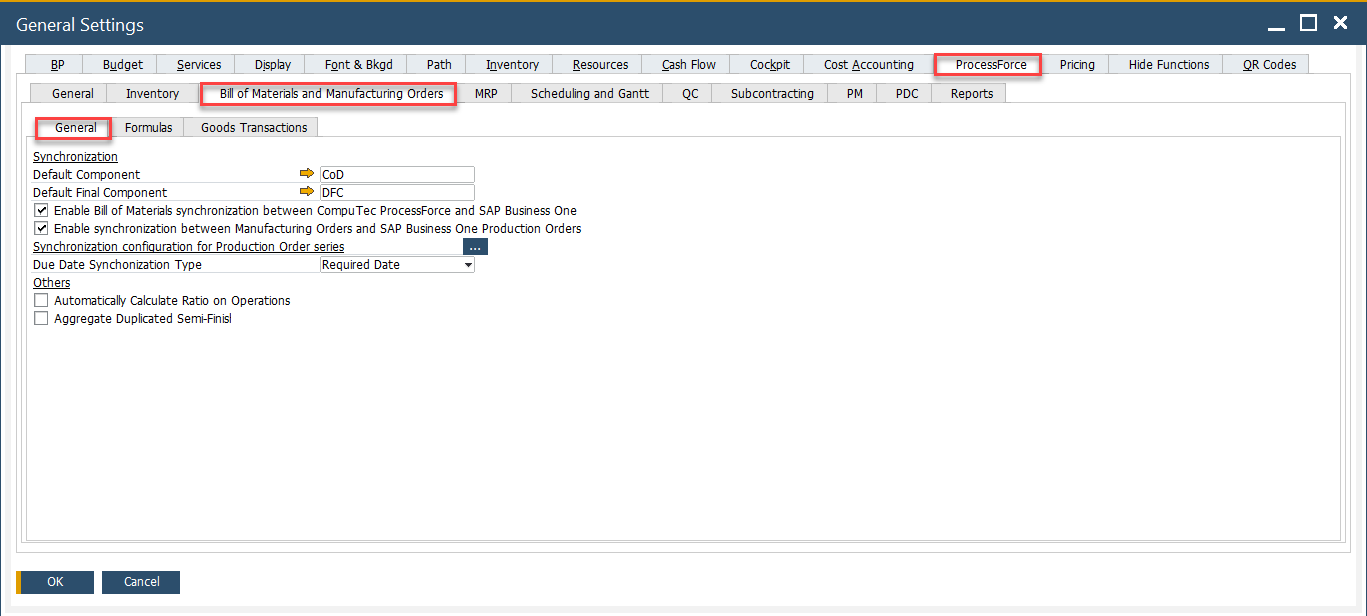 General Settings
BP Budget Services Display Font & Bkgd Path Inventory Resources Cash Flow Cockpit Cost Accounting ProcessForce Pricing Hide Functions QR Codes
General Inventory Bill of Materials and Manufacturing Orders MRP Scheduling and Gantt QC Subcontracting PM PDC Reports
General Formulas Goods Transactions
Synchronization
Default Component CoD
Default Final Component DFC
Enable Bill of Materials synchronization between CompuTec ProcessForce and SAP Business One
Enable synchronization between Manufacturing Orders and SAP Business One Production Orders
Synchronization configuration for Production Order series ...
Due Date Synchonization Type Required Date
Others
Automatically Calculate Ratio on Operations
Aggregate Duplicated Semi-Finisl
OK Cancel